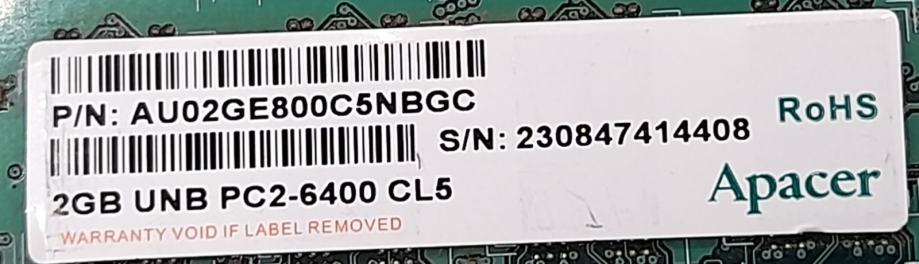 P/N: AU02GE800C5NBGC
S/N: 230847414408
RoHS
2GB UNB PC2-6400 CL5
Apacer
WARRANTY VOID IF LABEL REMOVED